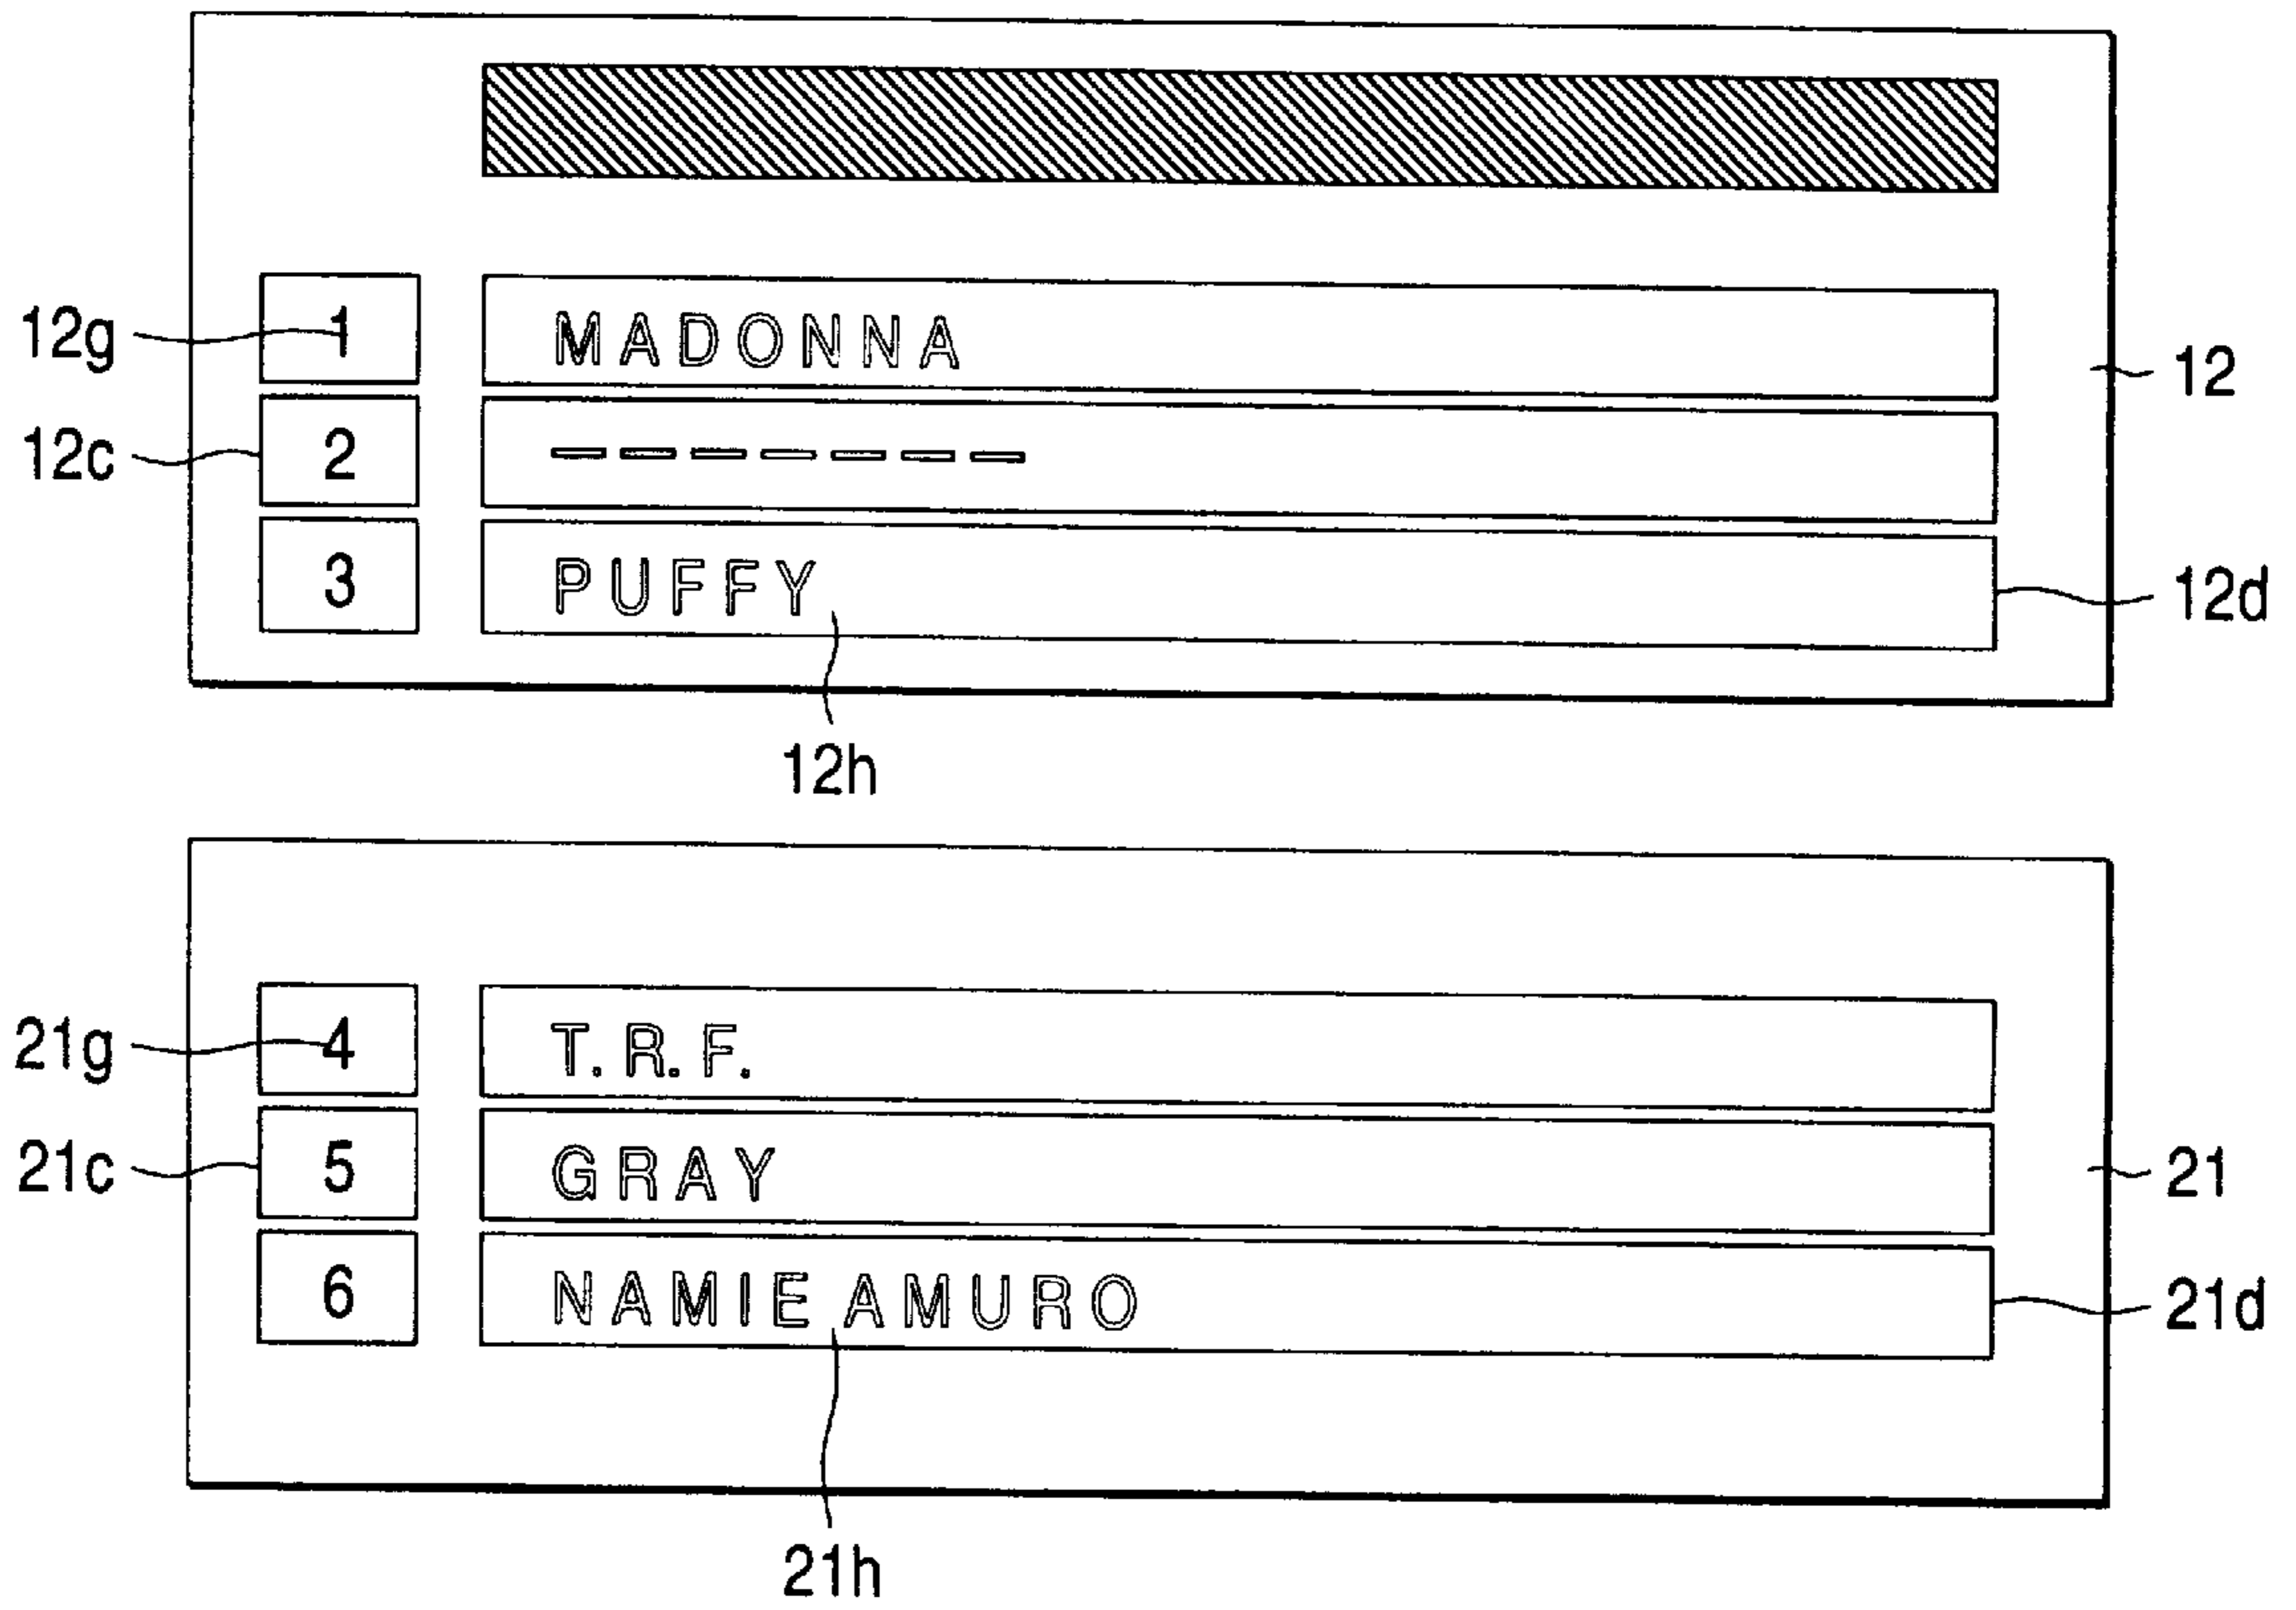 12g 1 MADONNA 12
12c 2 -------
3 PUFFY 12d
12h
21g 4 T.R.F.
21c 5 GRAY 21
6 NAMIE AMURO 21d
21h